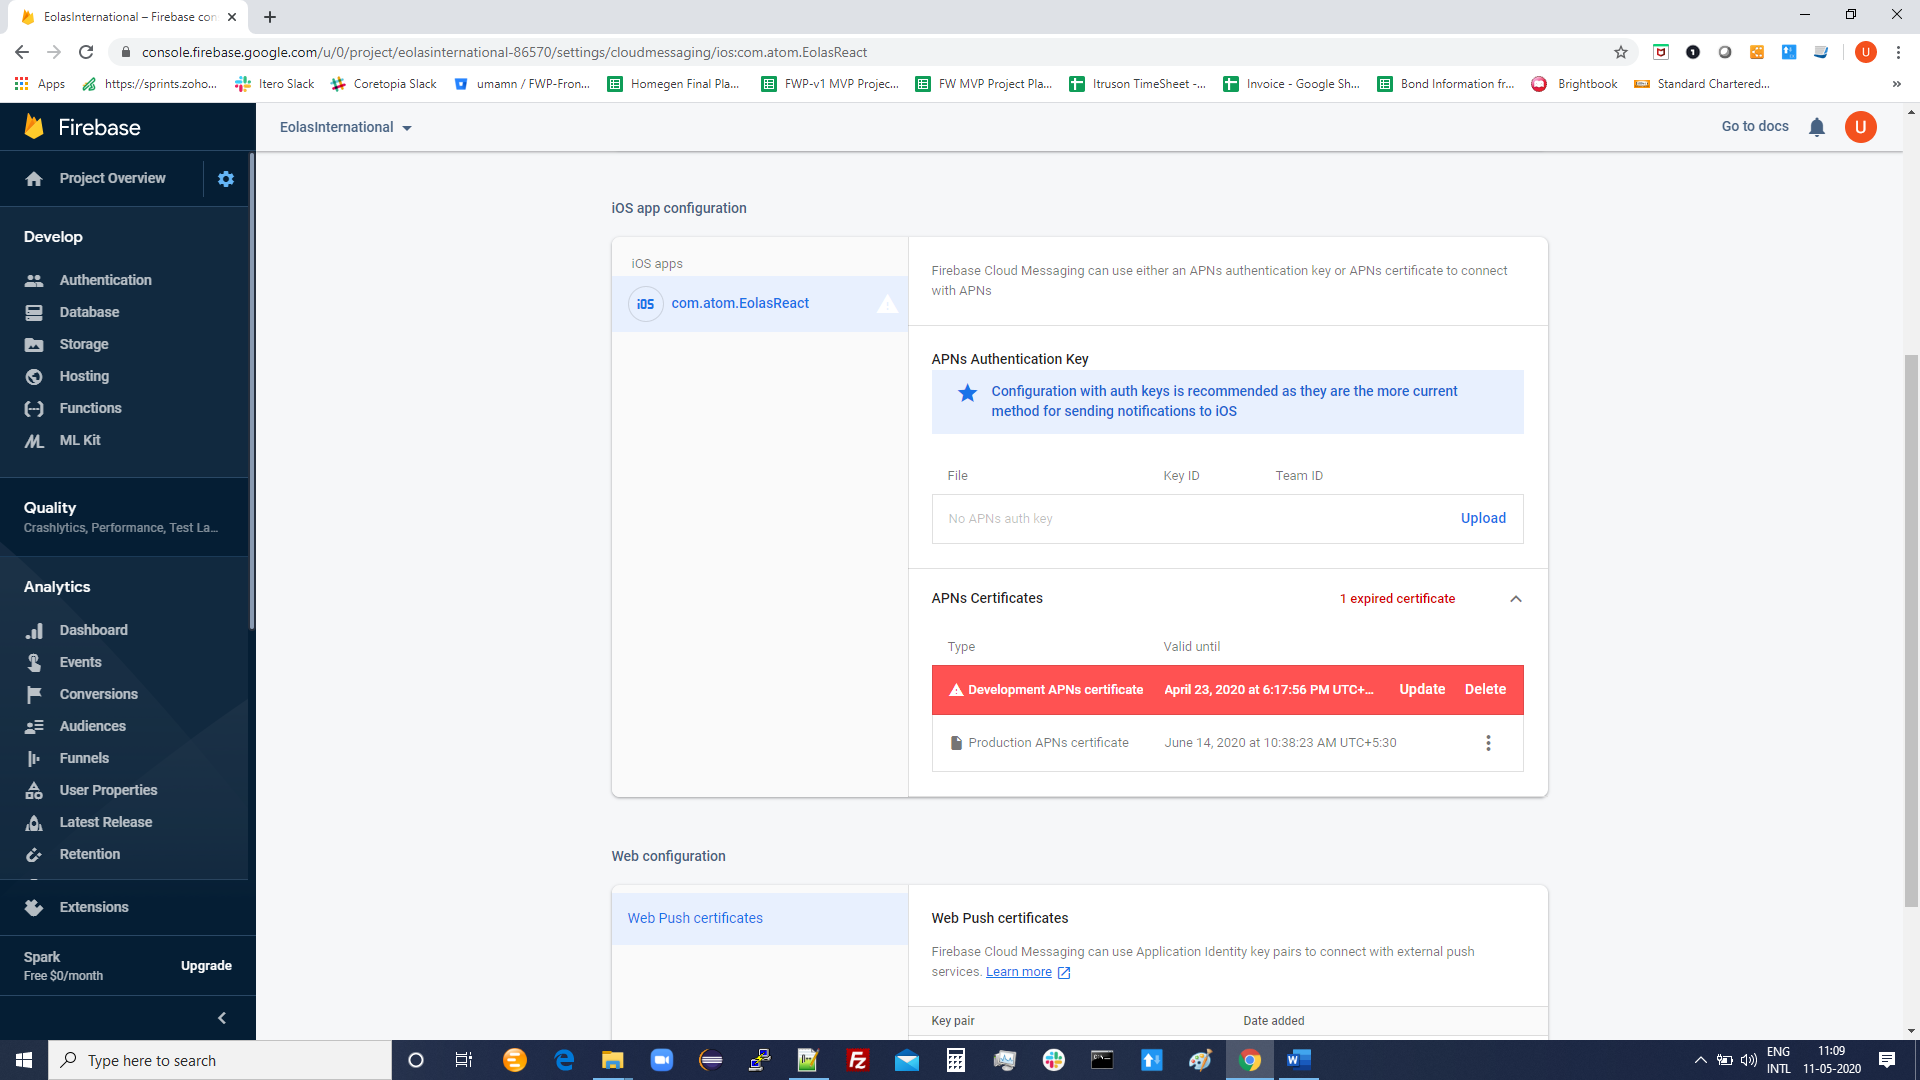 EolasInternational – Firebase con
console.firebase.google.com/u/0/project/eolasinternational-86570/settings/cloudmessaging/ios:com.atom.EolasReact
U
Apps
https://sprints.zoho...
Itero Slack
Coretopia Slack
umamn / FWP-Fron...
Homegen Final Pla...
FWP-v1 MVP Projec...
FW MVP Project Pla...
Itruson TimeSheet -...
Invoice - Google Sh...
Bond Information fr...
Brightbook
Standard Chartered...
»
Firebase
EolasInternational
Go to docs
U
Project Overview
Develop
Authentication
Database
Storage
Hosting
Functions
ML Kit
Quality
Crashlytics, Performance, Test La...
Analytics
Dashboard
Events
Conversions
Audiences
Funnels
User Properties
Latest Release
Retention
Extensions
Spark
Free $0/month
Upgrade
iOS app configuration
iOS apps
iOS
com.atom.EolasReact
Firebase Cloud Messaging can use either an APNs authentication key or APNs certificate to connect
with APNs
APNs Authentication Key
Configuration with auth keys is recommended as they are the more current
method for sending notifications to iOS
File Key ID Team ID
No APNs auth key Upload
APNs Certificates 1 expired certificate
Type Valid until
Development APNs certificate April 23, 2020 at 6:17:56 PM UTC+... Update Delete
Production APNs certificate June 14, 2020 at 10:38:23 AM UTC+5:30
Web configuration
Web Push certificates
Web Push certificates
Firebase Cloud Messaging can use Application Identity key pairs to connect with external push
services. Learn more
Key pair Date added
Type here to search
ENG
INTL
11:09
11-05-2020